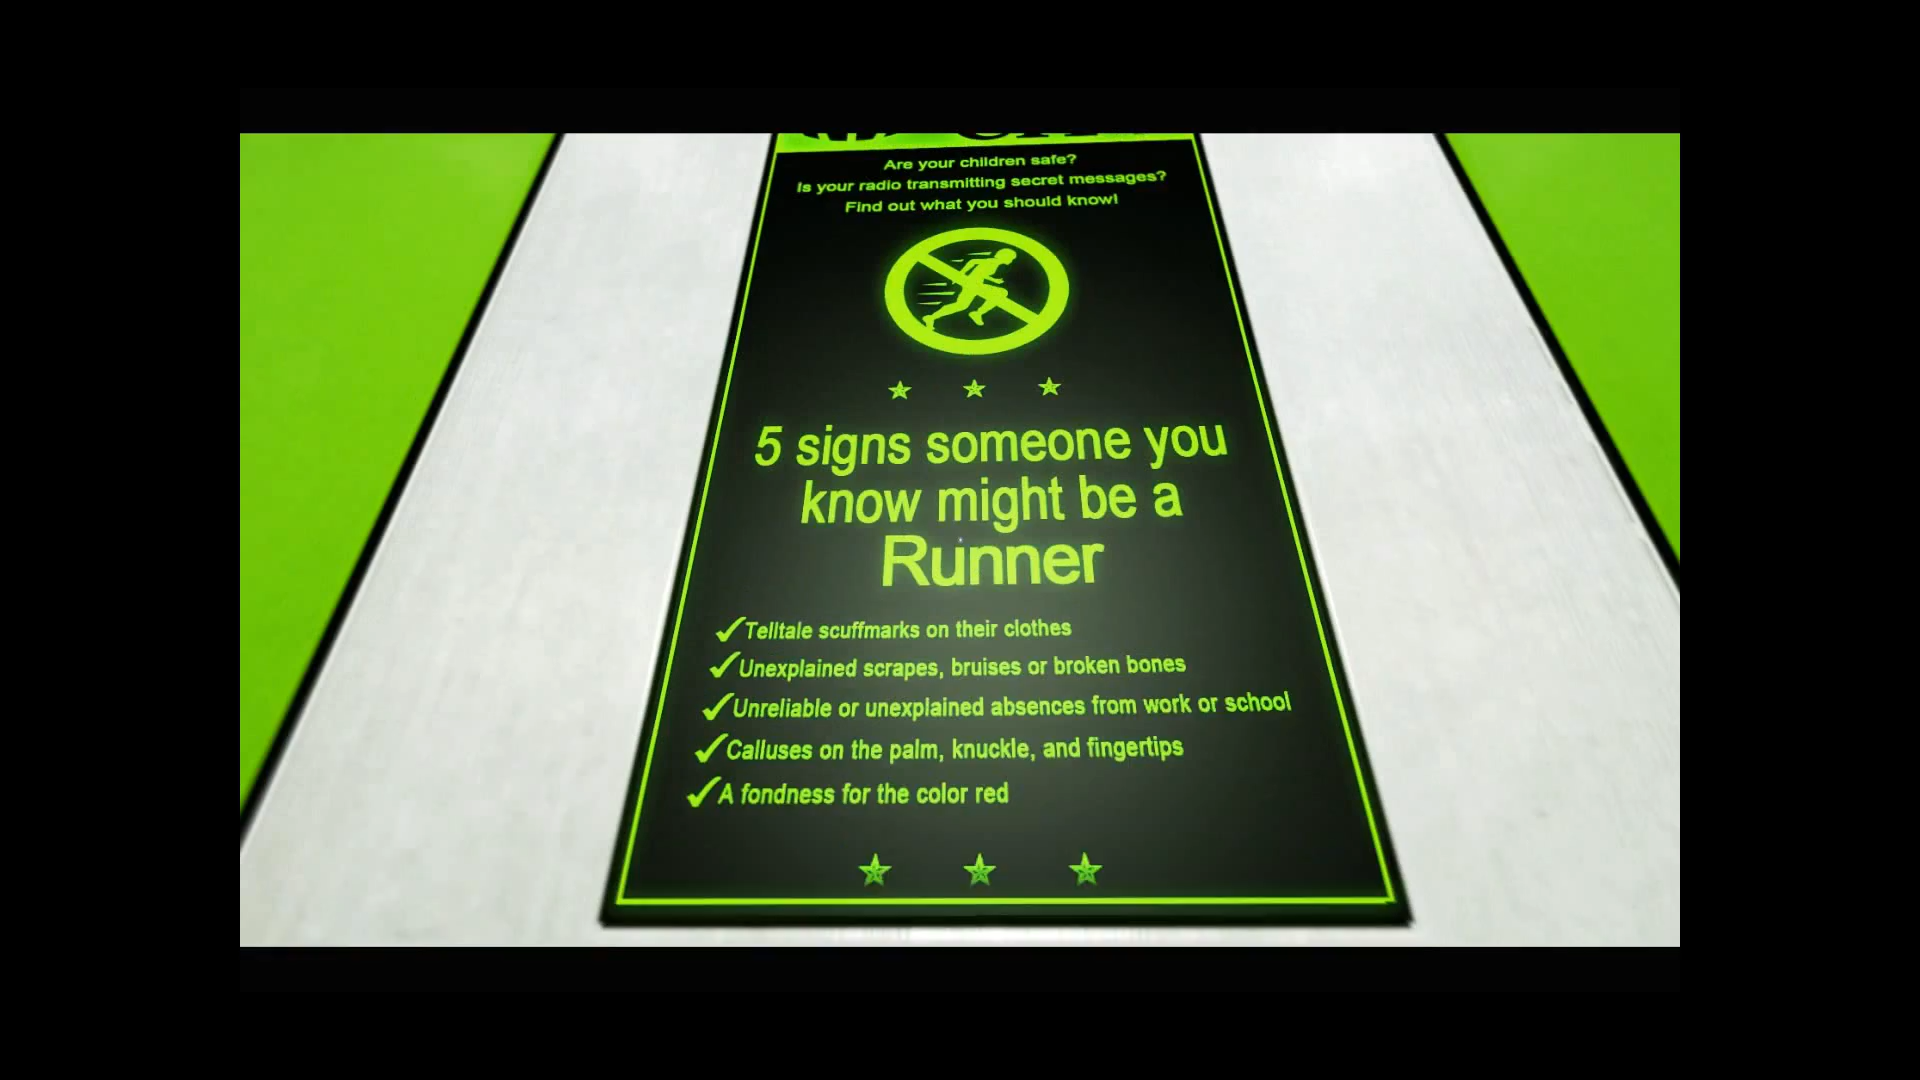 Are your children safe?
Is your radio transmitting secret messages?
Find out what you should know!
5 signs someone you
know might be a
Runner
Telltale scuffmarks on their clothes
Unexplained scrapes, bruises or broken bones
Unreliable or unexplained absences from work or school
Calluses on the palm, knuckle, and fingertips
A fondness for the color red